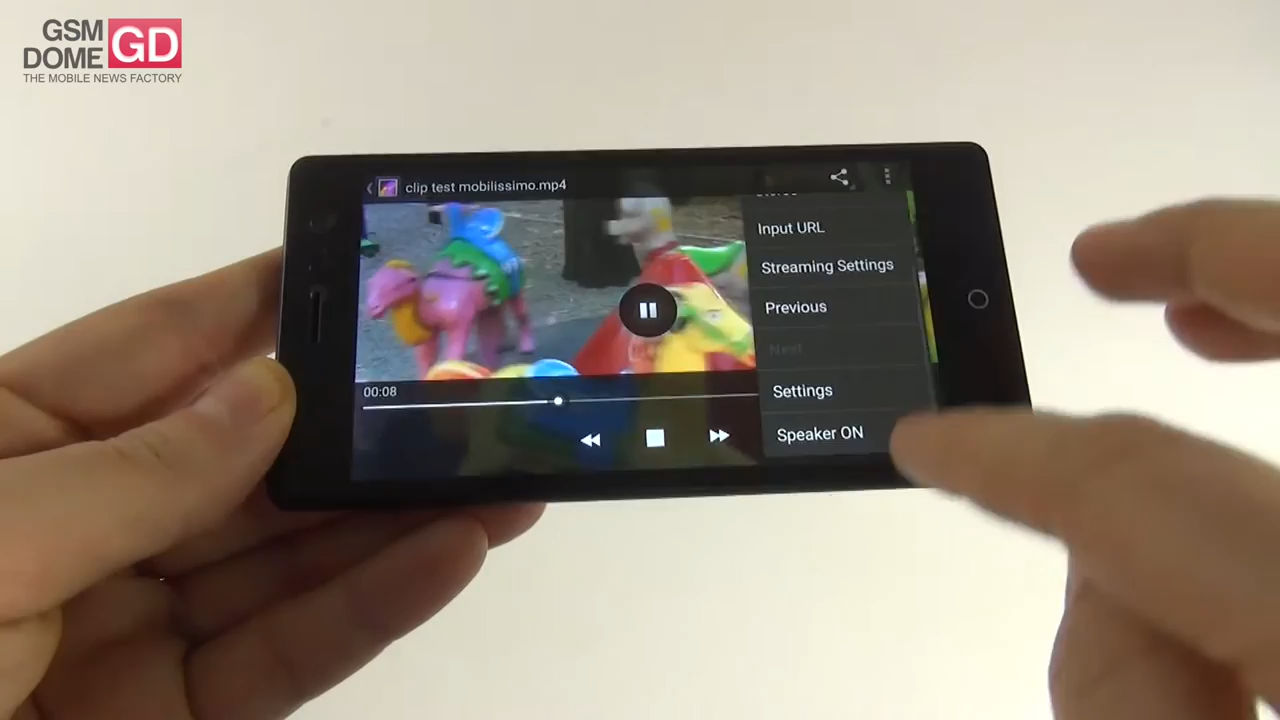 GSM
DOME
GD
THE MOBILE NEWS FACTORY
clip test mobilissimo.mp4
Input URL
Streaming Settings
Previous
Next
Settings
Speaker ON
00:08